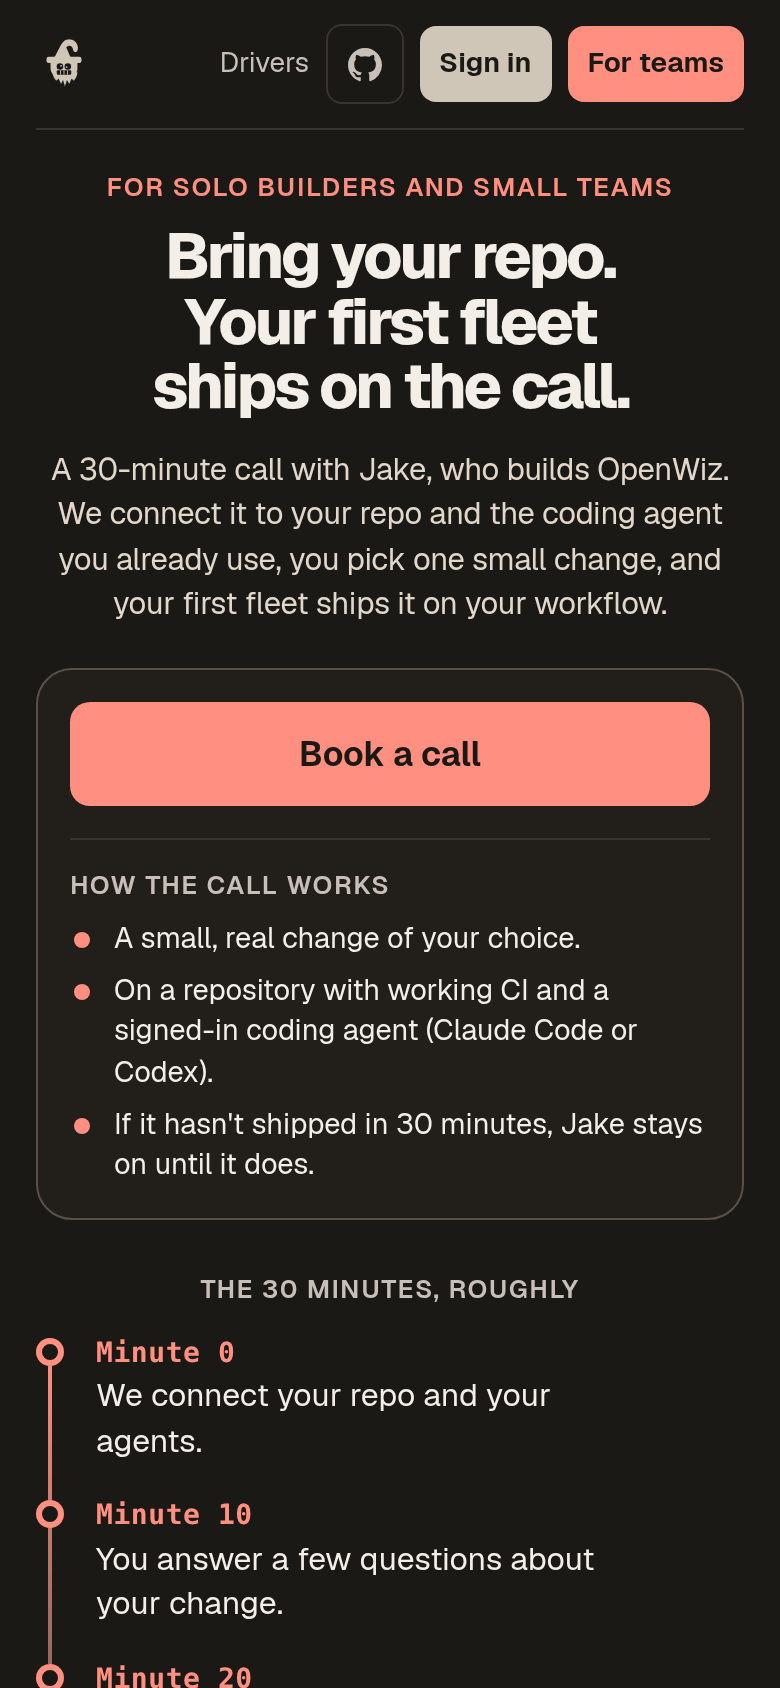 Drivers
Sign in
For teams
FOR SOLO BUILDERS AND SMALL TEAMS
Bring your repo.
Your first fleet
ships on the call.
A 30-minute call with Jake, who builds OpenWiz.
We connect it to your repo and the coding agent
you already use, you pick one small change, and
your first fleet ships it on your workflow.
Book a call
HOW THE CALL WORKS
A small, real change of your choice.
On a repository with working CI and a
signed-in coding agent (Claude Code or
Codex).
If it hasn't shipped in 30 minutes, Jake stays
on until it does.
THE 30 MINUTES, ROUGHLY
Minute 0
We connect your repo and your
agents.
Minute 10
You answer a few questions about
your change.
Minute 20